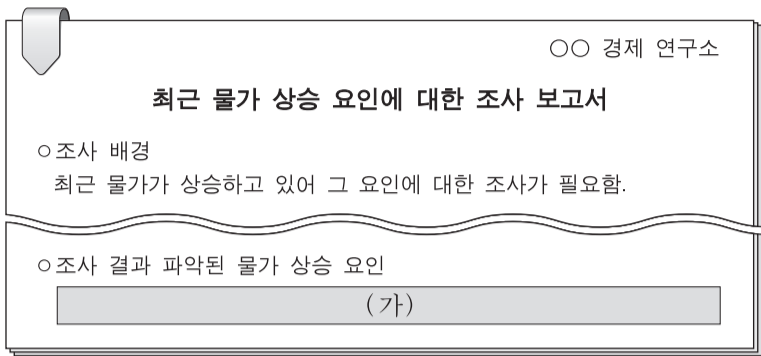 ○○ 경제 연구소
최근 물가 상승 요인에 대한 조사 보고서
○조사 배경
최근 물가가 상승하고 있어 그 요인에 대한 조사가 필요함.
○조사 결과 파악된 물가 상승 요인
(가)